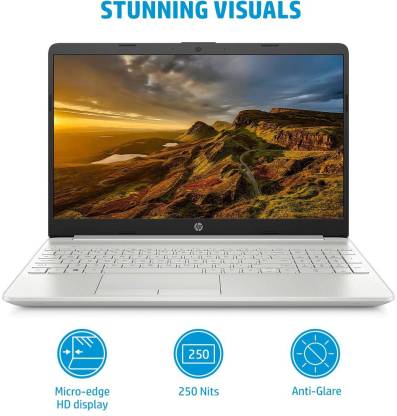 STUNNING VISUALS
hp
250
Micro-edge
HD display
250 Nits
Anti-Glare